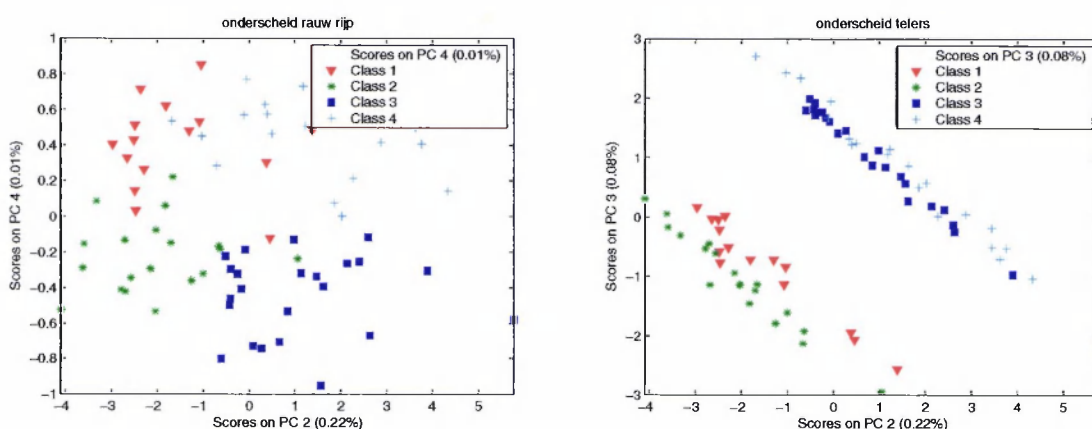 onderscheid rauw rijp
Scores on PC 4 (0.01%)
Class 1
Class 2
Class 3
Class 4
1
0.8
0.6
0.4
0.2
0
−0.2
−0.4
−0.6
−0.8
−1
Scores on PC 4 (0.01%)
−4 −3 −2 −1 0 1 2 3 4 5
Scores on PC 2 (0.22%)
onderscheid telers
Scores on PC 3 (0.08%)
Class 1
Class 2
Class 3
Class 4
3
2
1
0
−1
−2
−3
Scores on PC 3 (0.08%)
−4 −3 −2 −1 0 1 2 3 4 5
Scores on PC 2 (0.22%)